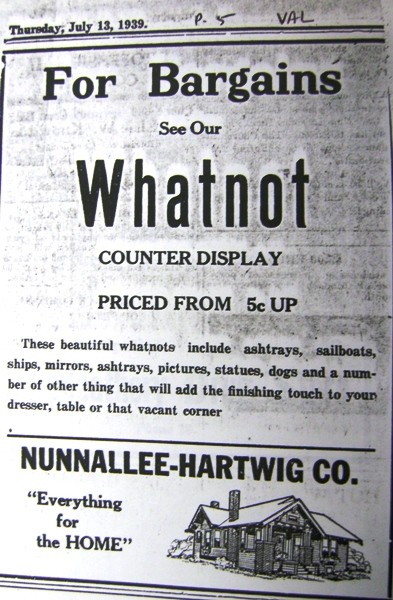 Thursday, July 13, 1939. P. 5 VAL
For Bargains
See Our
Whatnot
COUNTER DISPLAY
PRICED FROM 5c UP
These beautiful whatnots include ashtrays, sailboats,
ships, mirrors, ashtrays, pictures, statues, dogs and a num-
ber of other thing that will add the finishing touch to your
dresser, table or that vacant corner
NUNNALLEE-HARTWIG CO.
"Everything
for
the HOME"